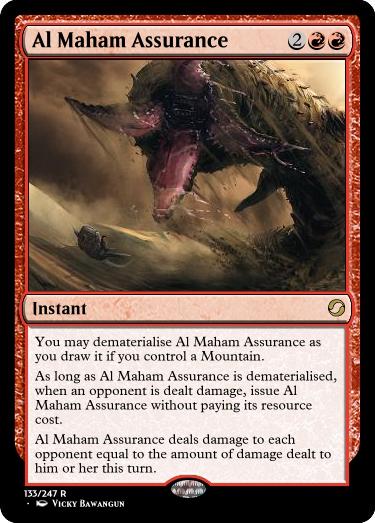 Al Maham Assurance 2
Instant
You may dematerialise Al Maham Assurance as
you draw it if you control a Mountain.
As long as Al Maham Assurance is dematerialised,
when an opponent is dealt damage, issue Al
Maham Assurance without paying its resource
cost.
Al Maham Assurance deals damage to each
opponent equal to the amount of damage dealt to
him or her this turn.
133/247 R
· Vicky Bawangun